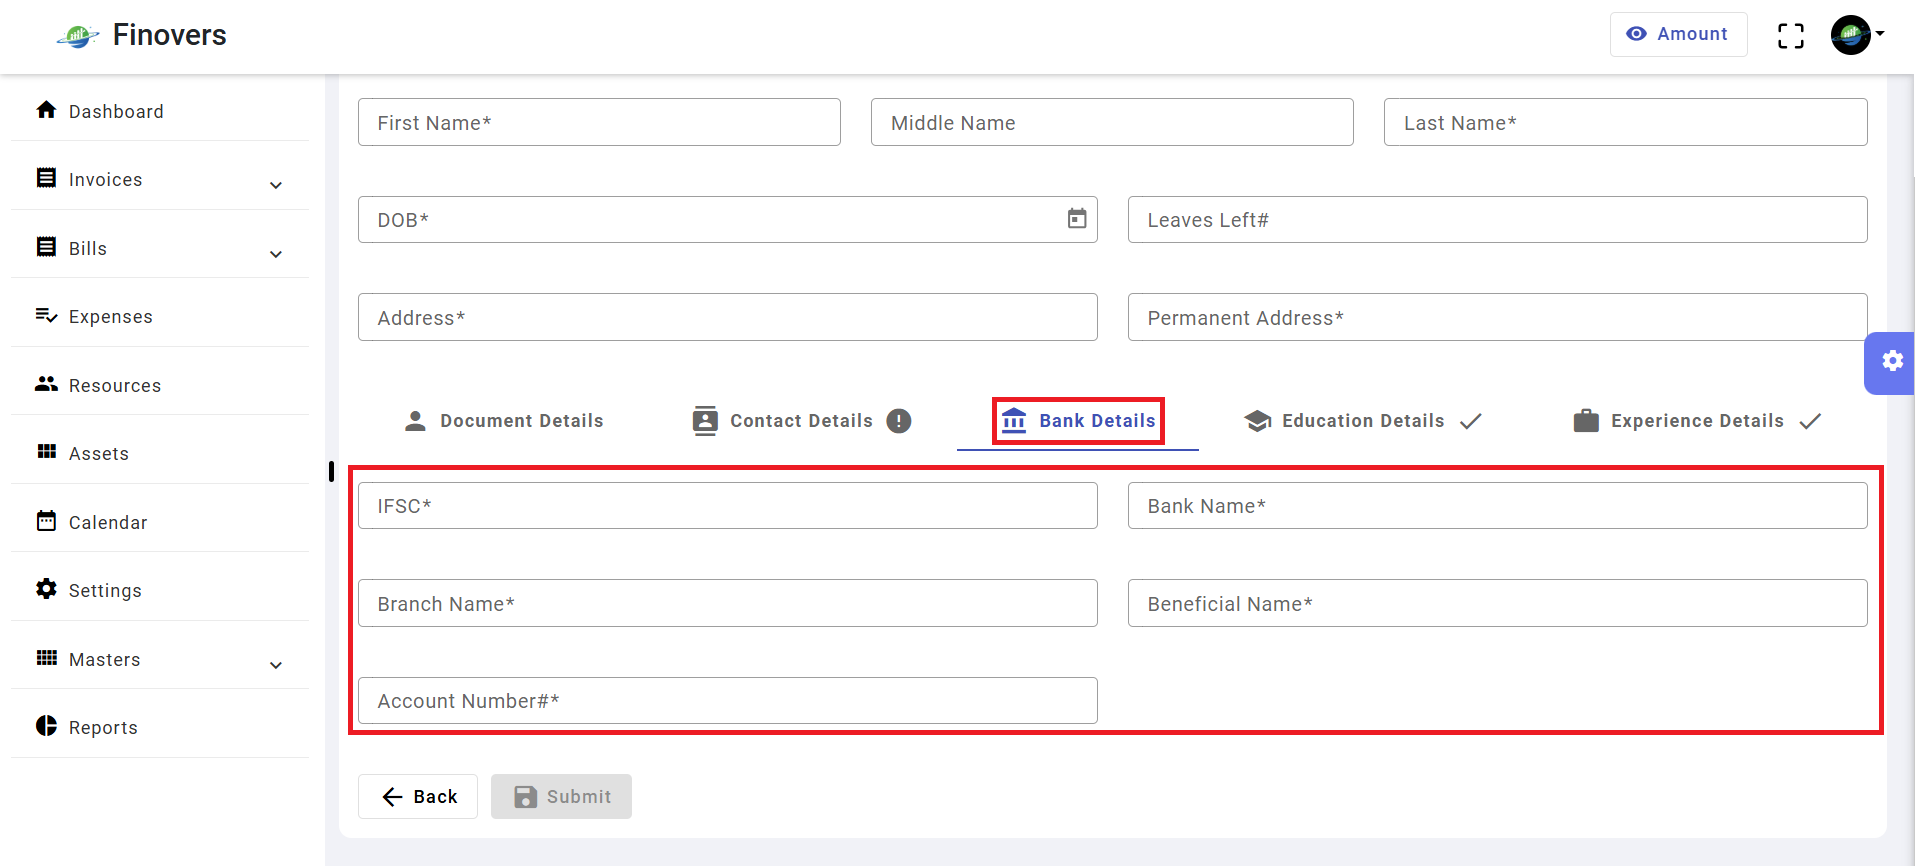 Finovers
Amount
Dashboard
Invoices
Bills
Expenses
Resources
Assets
Calendar
Settings
Masters
Reports
First Name*
Middle Name
Last Name*
DOB*
Leaves Left#
Address*
Permanent Address*
Document Details
Contact Details
Bank Details
Education Details
Experience Details
IFSC*
Bank Name*
Branch Name*
Beneficial Name*
Account Number#*
Back
Submit